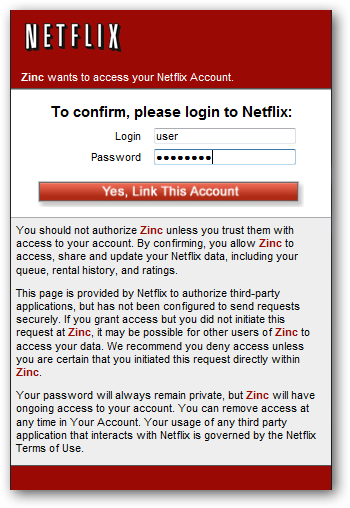 NETFLIX
Zinc wants to access your Netflix Account.
To confirm, please login to Netflix:
Login user
Password ●●●●●●●●
Yes, Link This Account
You should not authorize Zinc unless you trust them with
access to your account. By confirming, you allow Zinc to
access, share and update your Netflix data, including your
queue, rental history, and ratings.
This page is provided by Netflix to authorize third-party
applications, but has not been configured to send requests
securely. If you grant access but you did not initiate this
request at Zinc, it may be possible for other users of Zinc to
access your data. We recommend you deny access unless
you are certain that you initiated this request directly within
Zinc.
Your password will always remain private, but Zinc will have
ongoing access to your account. You can remove access at
any time in Your Account. Your usage of any third party
application that interacts with Netflix is governed by the Netflix
Terms of Use.